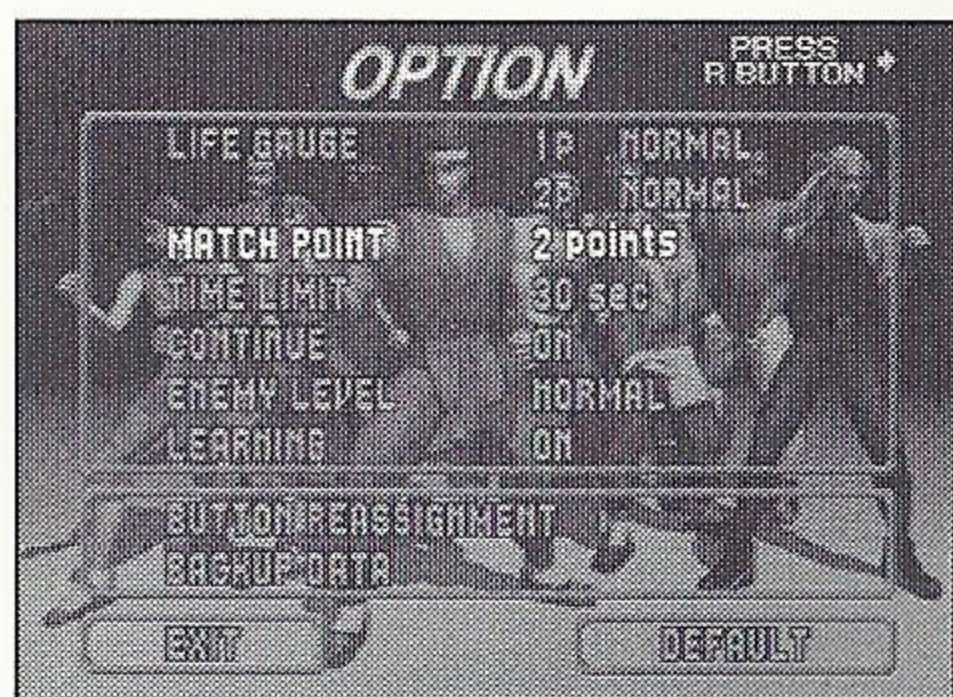 OPTION
PRESS
R BUTTON
LIFE GAUGE 1P NORMAL
2P NORMAL
MATCH POINT 2 points
TIME LIMIT 30 sec
CONTINUE ON
ENEMY LEVEL NORMAL
LEARNING ON
BUTTON REASSIGNMENT
BACKUP DATA
EXIT DEFAULT